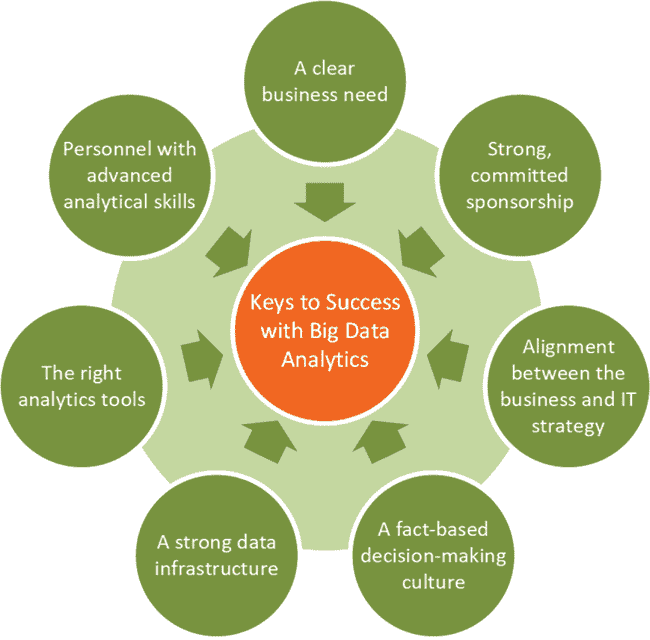 A clear
business need
Strong,
committed
sponsorship
Alignment
between the
business and IT
strategy
A fact-based
decision-making
culture
A strong data
infrastructure
The right
analytics tools
Personnel with
advanced
analytical skills
Keys to Success
with Big Data
Analytics